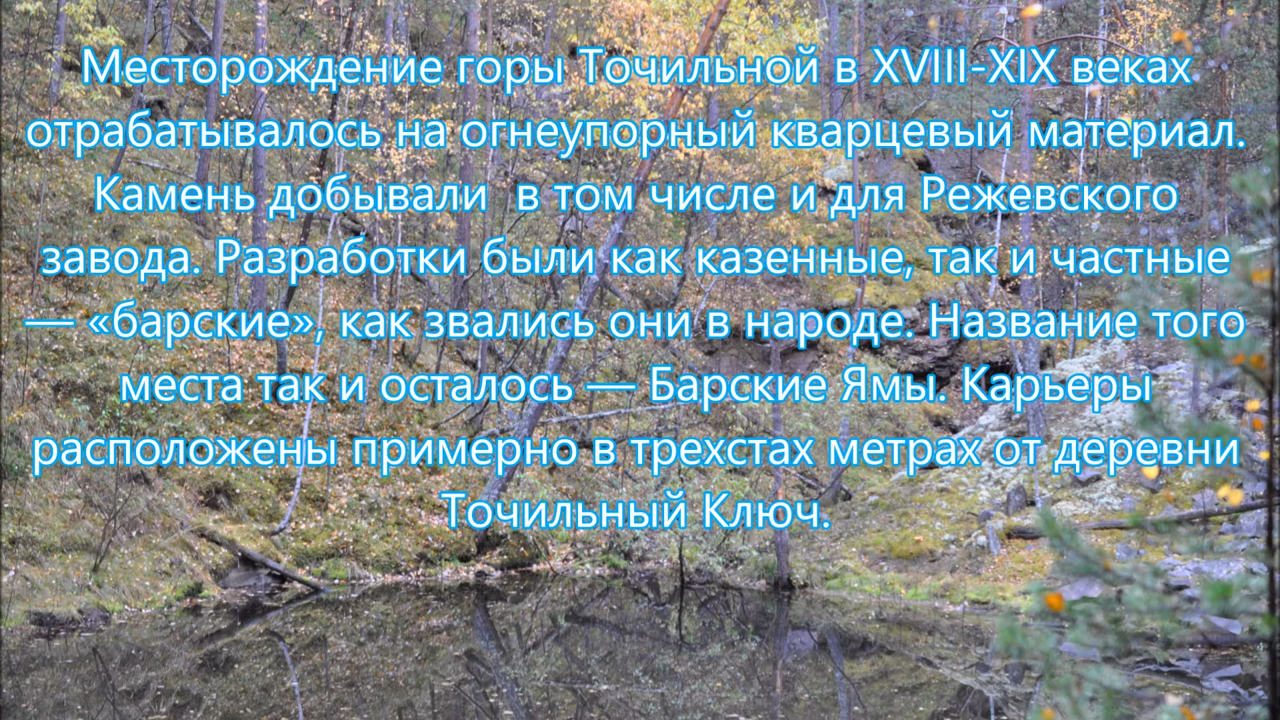 Месторождение горы Точильной в XVIII-XIX веках
отрабатывалось на огнеупорный кварцевый материал.
Камень добывали  в том числе и для Режевского
завода. Разработки были как казенные, так и частные
— «барские», как звались они в народе. Название того
места так и осталось — Барские Ямы. Карьеры
расположены примерно в трехстах метрах от деревни
Точильный Ключ.